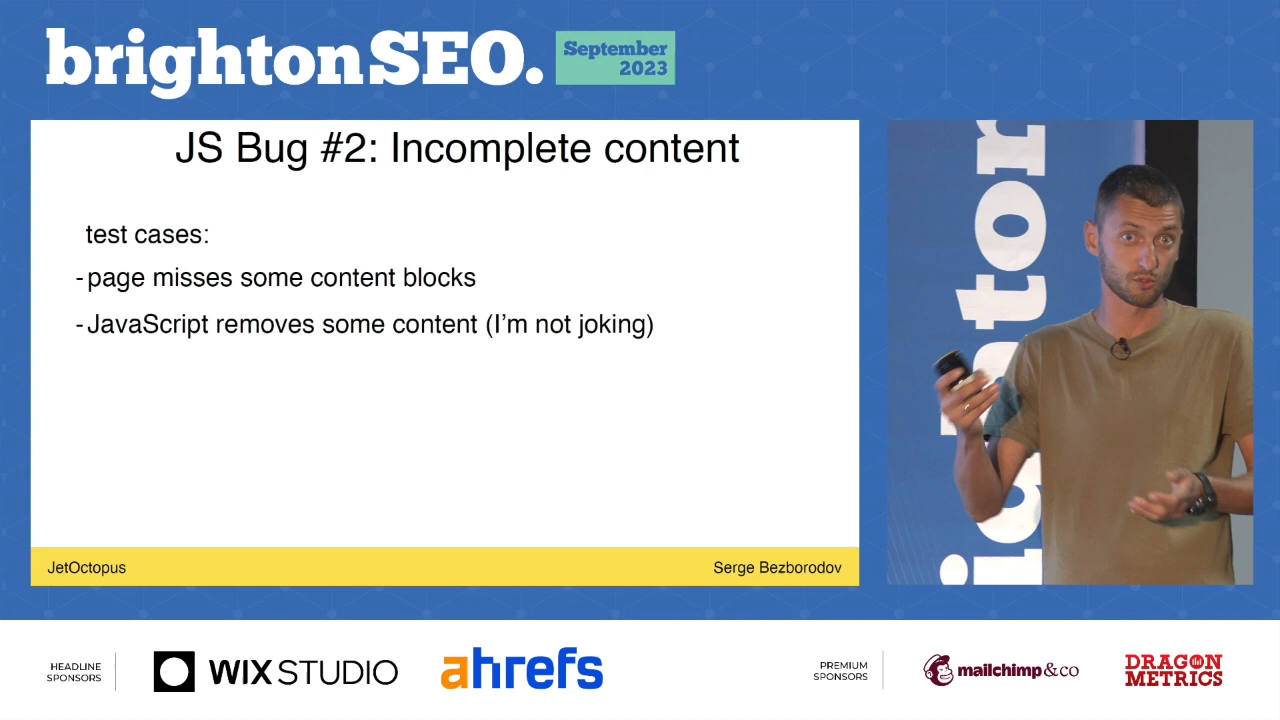 brightonSEO.
September
2023
JS Bug #2: Incomplete content
test cases:
-page misses some content blocks
-JavaScript removes some content (I'm not joking)
JetOctopus
Serge Bezborodov
HEADLINE
SPONSORS
WIX STUDIO
ahrefs
PREMIUM
SPONSORS
mailchimp&co
DRAGON
METRICS